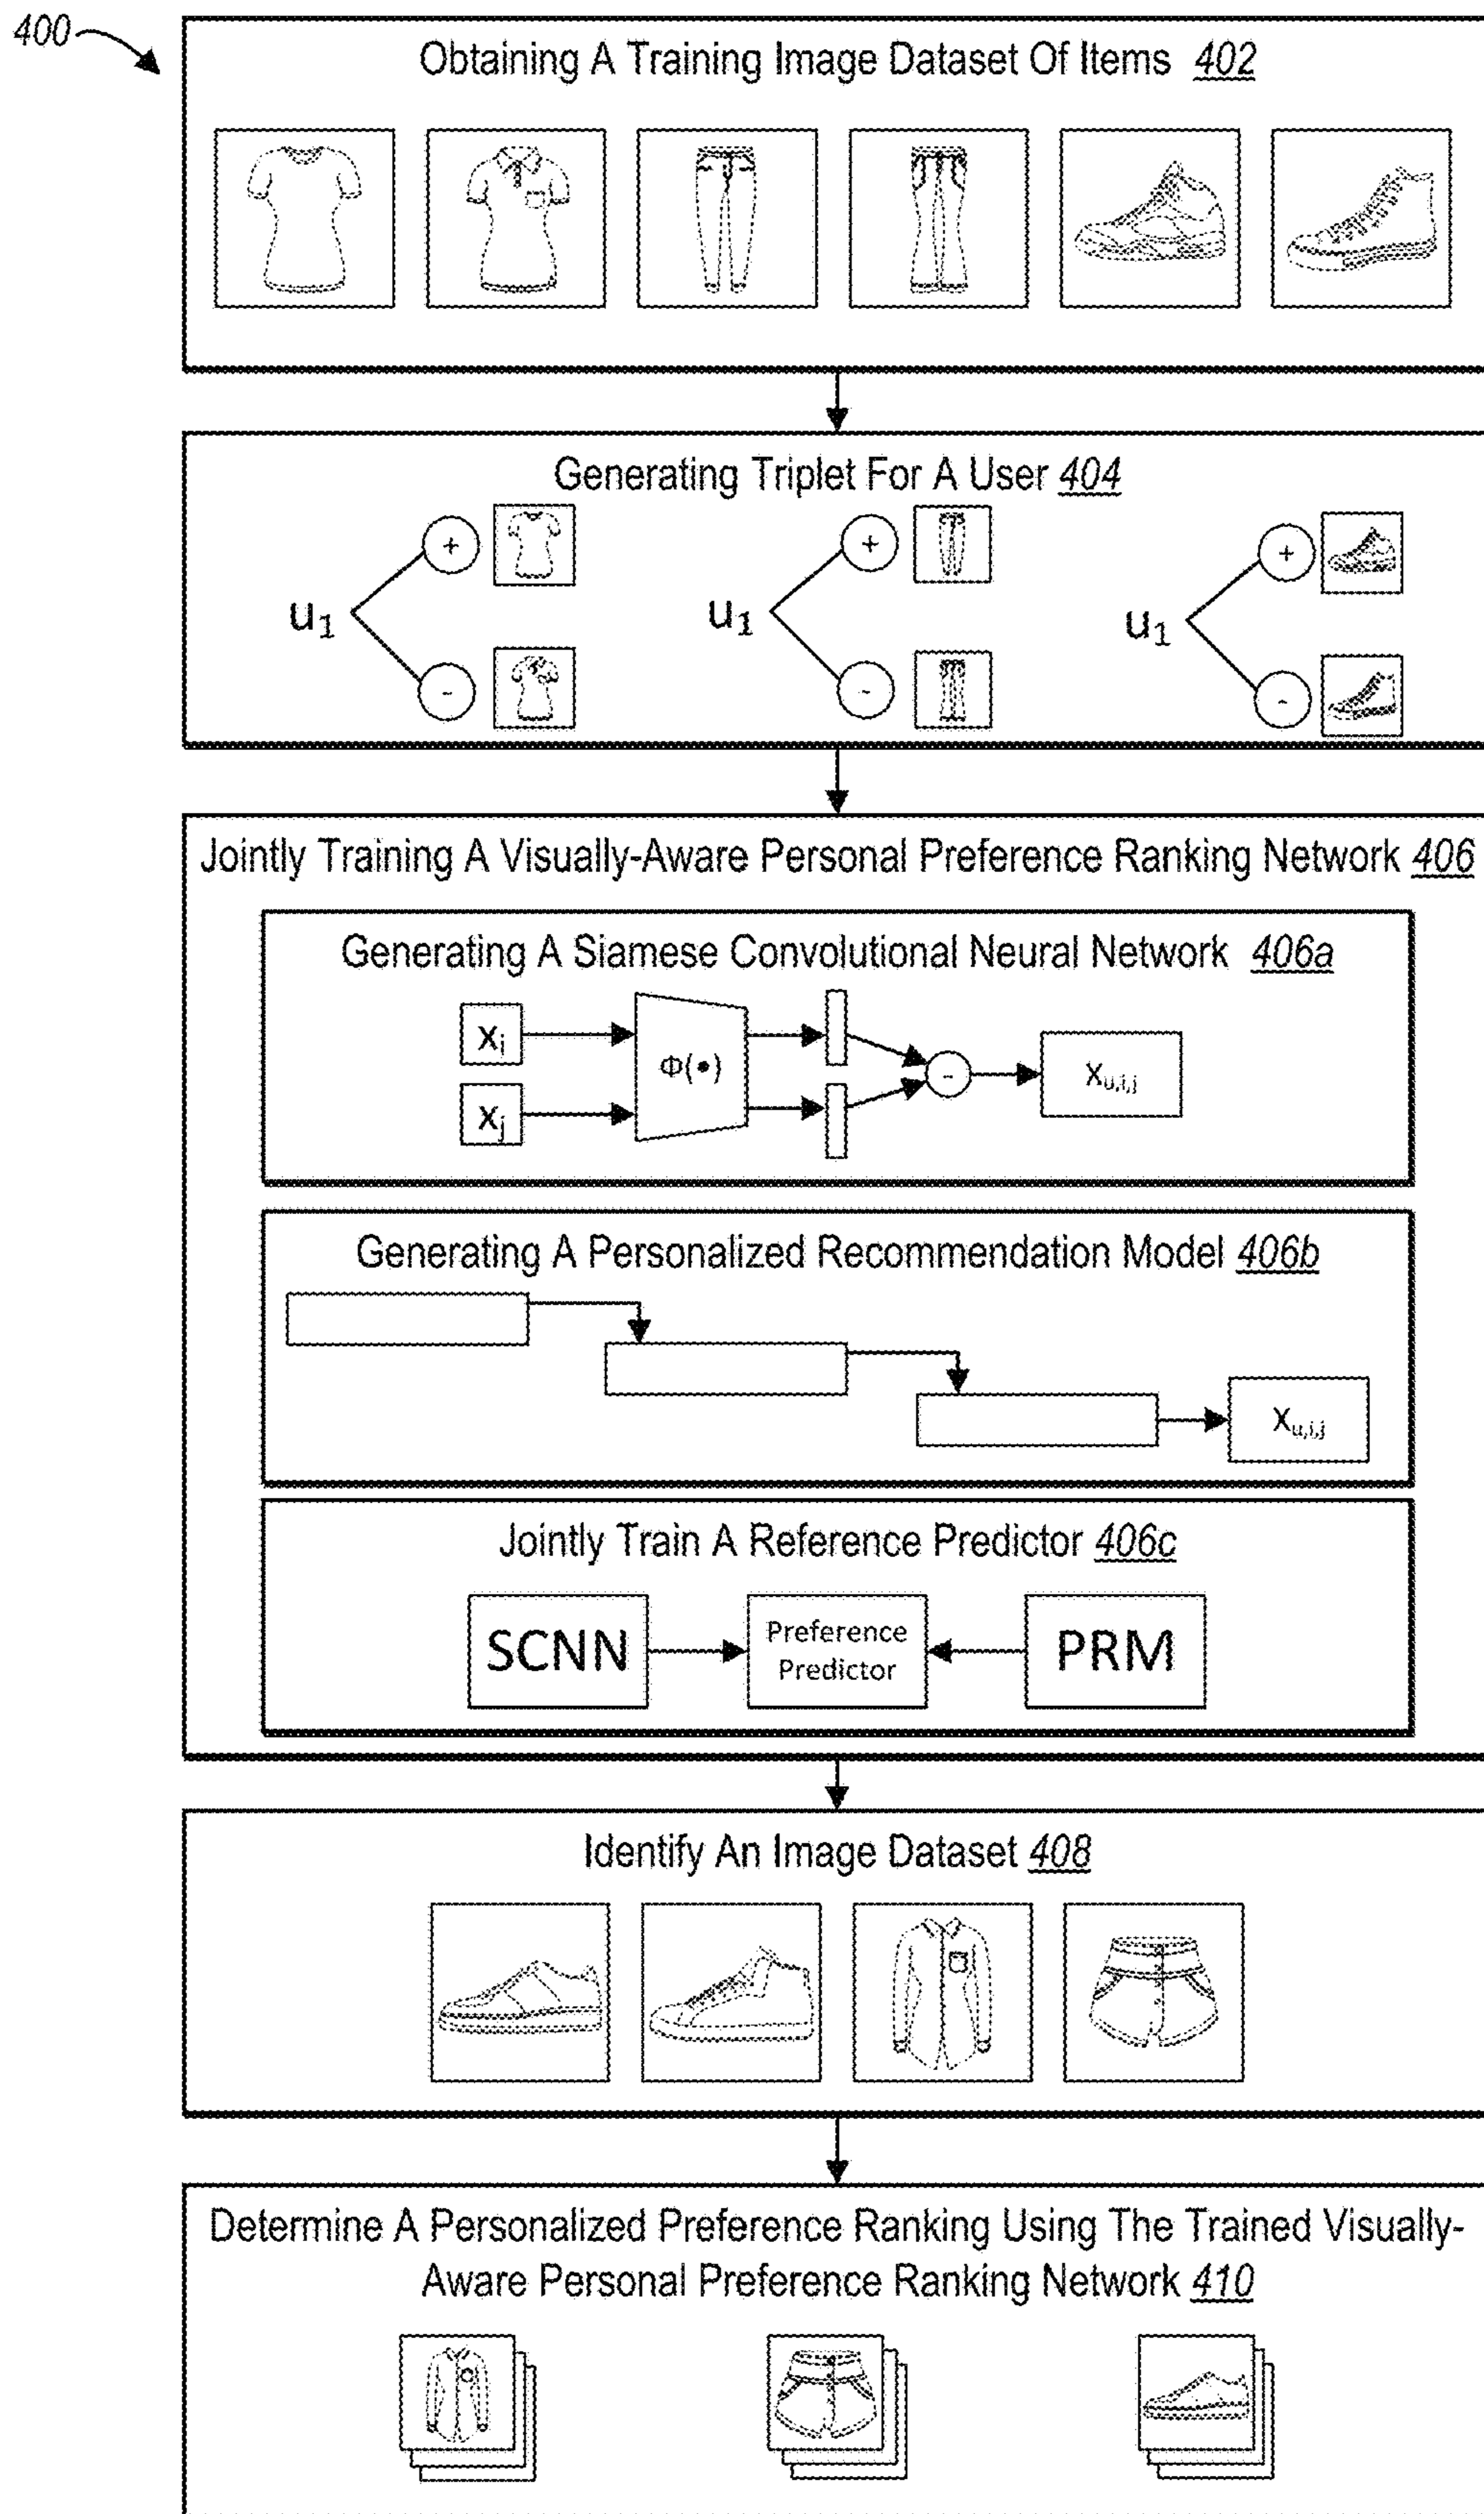 400
Obtaining A Training Image Dataset Of Items 402
Generating Triplet For A User 404
+ + +
u₁ u₁ u₁
- - -
Jointly Training A Visually-Aware Personal Preference Ranking Network 406
Generating A Siamese Convolutional Neural Network 406a
Xᵢ
Φ(•)
- X_{u,i,j}
Xⱼ
Generating A Personalized Recommendation Model 406b
X_{u,i,j}
Jointly Train A Reference Predictor 406c
SCNN
Preference
Predictor
PRM
Identify An Image Dataset 408
Determine A Personalized Preference Ranking Using The Trained Visually-
Aware Personal Preference Ranking Network 410